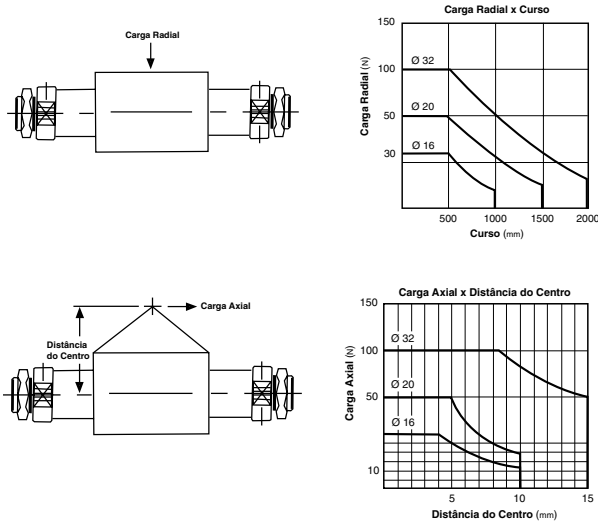 Carga Radial
Carga Radial x Curso
Carga Radial (N)
150
100
50
30
Ø 32
Ø 20
Ø 16
500
1000
1500
2000
Curso (mm)
Carga Axial
Distância
do Centro
Carga Axial x Distância do Centro
Carga Axial (N)
150
100
50
10
Ø 32
Ø 20
Ø 16
5
10
15
Distância do Centro (mm)